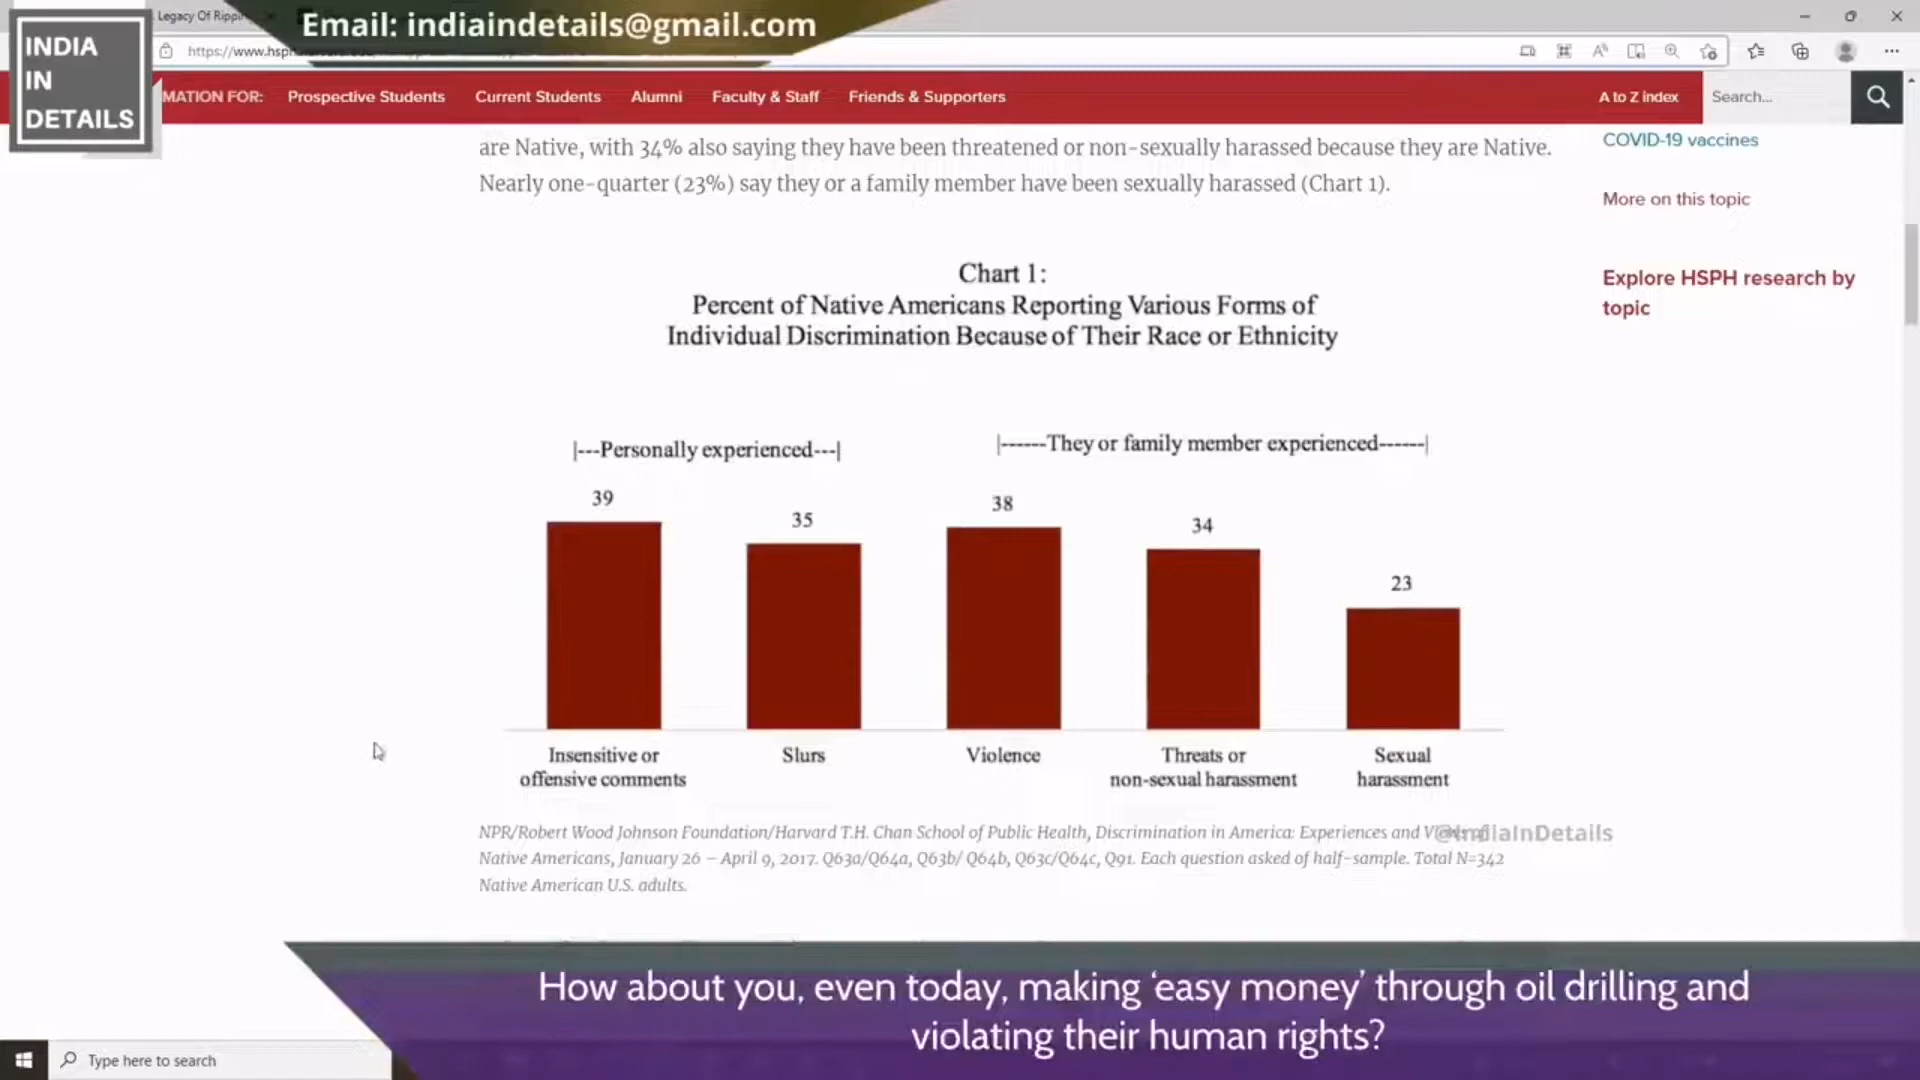 Legacy Of Rippi
Email: indiaindetails@gmail.com
INDIA
IN
DETAILS
https://www.hsph
MATION FOR:
Prospective Students
Current Students
Alumni
Faculty & Staff
Friends & Supporters
A to Z index
Search...
are Native, with 34% also saying they have been threatened or non-sexually harassed because they are Native.
Nearly one-quarter (23%) say they or a family member have been sexually harassed (Chart 1).
COVID-19 vaccines
More on this topic
Explore HSPH research by
topic
Chart 1:
Percent of Native Americans Reporting Various Forms of
Individual Discrimination Because of Their Race or Ethnicity
|---Personally experienced---|
|------They or family member experienced------|
39
35
38
34
23
Insensitive or
offensive comments
Slurs
Violence
Threats or
non-sexual harassment
Sexual
harassment
NPR/Robert Wood Johnson Foundation/Harvard T.H. Chan School of Public Health, Discrimination in America: Experiences and
@IndiaInDetails
Native Americans, January 26 – April 9, 2017. Q63a/Q64a, Q63b/ Q64b, Q63c/Q64c, Q91. Each question asked of half-sample. Total N=342
Native American U.S. adults.
How about you, even today, making ‘easy money’ through oil drilling and
violating their human rights?
Type here to search